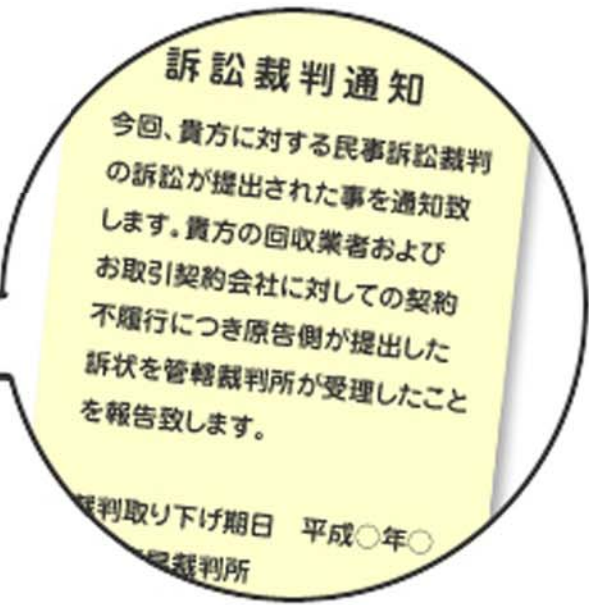 訴訟裁判通知
今回、貴方に対する民事訴訟裁判
の訴訟が提出された事を通知致
します。貴方の回収業者および
お取引契約会社に対しての契約
不履行につき原告側が提出した
訴状を管轄裁判所が受理したこと
を報告致します。
裁判取り下げ期日　平成○年○
裁判所